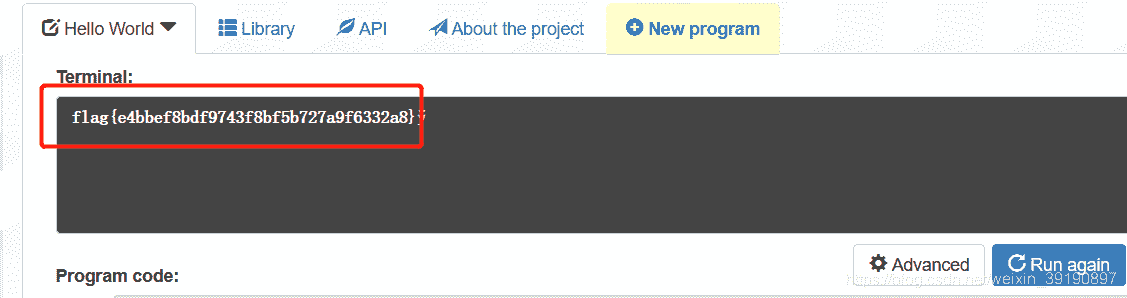 Hello World Library API About the project New program
Terminal:
flag{e4bbef8bdf9743f8bf5b727a9f6332a8}ÿ
Advanced Run again
Program code:
https://blog.csdn.net/weixin_39190897